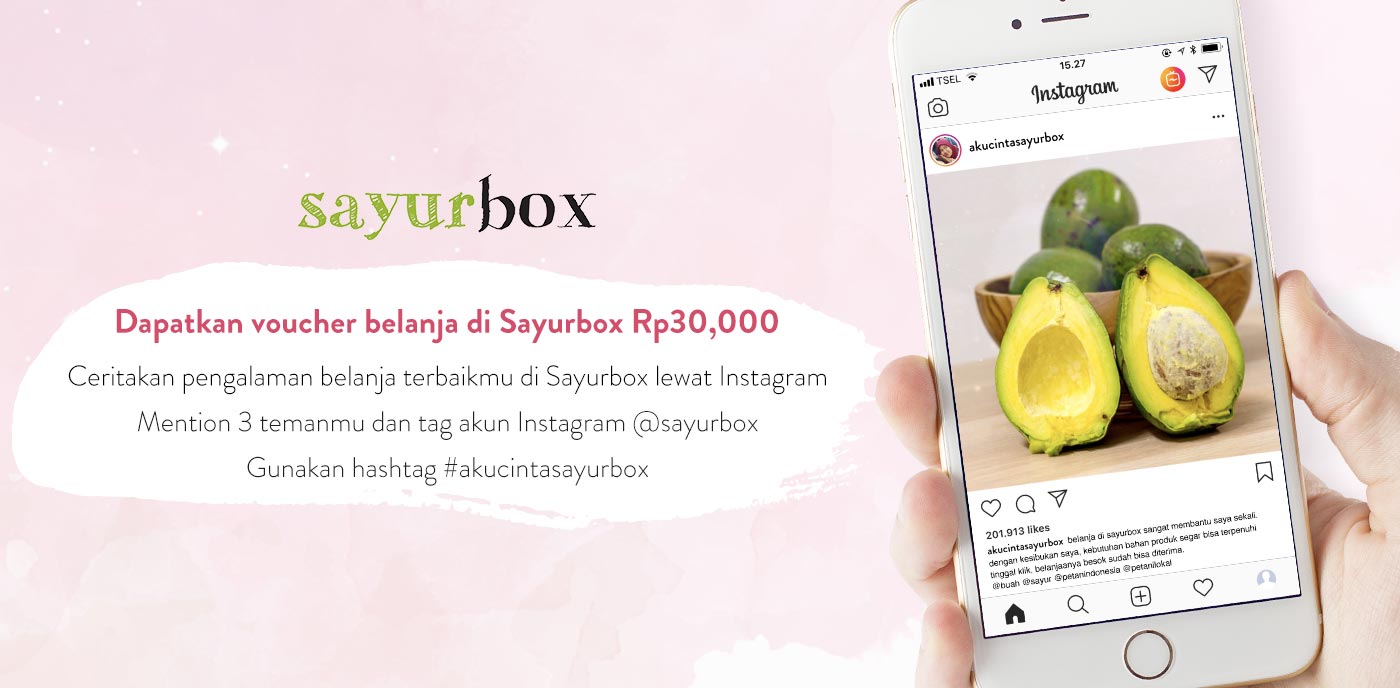 sayurbox
Dapatkan voucher belanja di Sayurbox Rp30,000
Ceritakan pengalaman belanja terbaikmu di Sayurbox lewat Instagram
Mention 3 temanmu dan tag akun Instagram @sayurbox
Gunakan hashtag #akucintasayurbox
TSEL 15.27
Instagram
akucintasayurbox
201.913 likes
akucintasayurbox belanja di sayurbox sangat membantu saya sekali.
dengan kesibukan saya, kebutuhan bahan produk segar bisa terpenuhi
tinggal klik, belanjaanya besok sudah bisa diterima.
@buah @sayur @petanindonesia @petanilokal